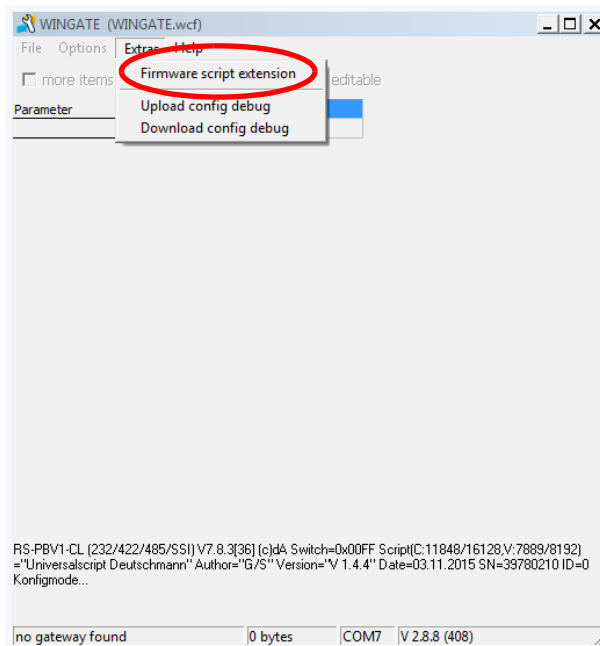 WINGATE (WINGATE.wcf)
File Options Extras Help
more items editable
Firmware script extension
Parameter
Upload config debug
Download config debug
RS-PBV1-CL (232/422/485/SSI) V7.8.3[36] (c)dA Switch=0x00FF Script(C:11848/16128,V:7889/8192)
="Universalscript Deutschmann" Author="G/S" Version="V 1.4.4" Date=03.11.2015 SN=39780210 ID=0
Konfigmode...
no gateway found 0 bytes COM7 V 2.8.8 (408)